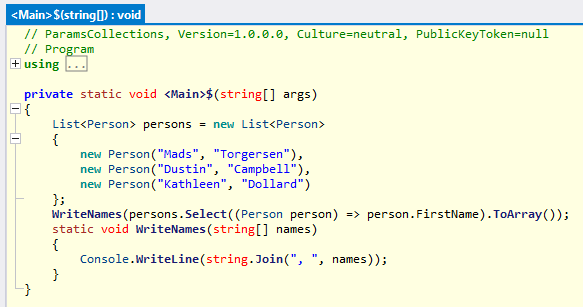 <Main>$(string[]) : void
// ParamsCollections, Version=1.0.0.0, Culture=neutral, PublicKeyToken=null
// Program
using ...
private static void <Main>$(string[] args)
{
    List<Person> persons = new List<Person>
    {
        new Person("Mads", "Torgersen"),
        new Person("Dustin", "Campbell"),
        new Person("Kathleen", "Dollard")
    };
    WriteNames(persons.Select((Person person) => person.FirstName).ToArray());
    static void WriteNames(string[] names)
    {
        Console.WriteLine(string.Join(", ", names));
    }
}